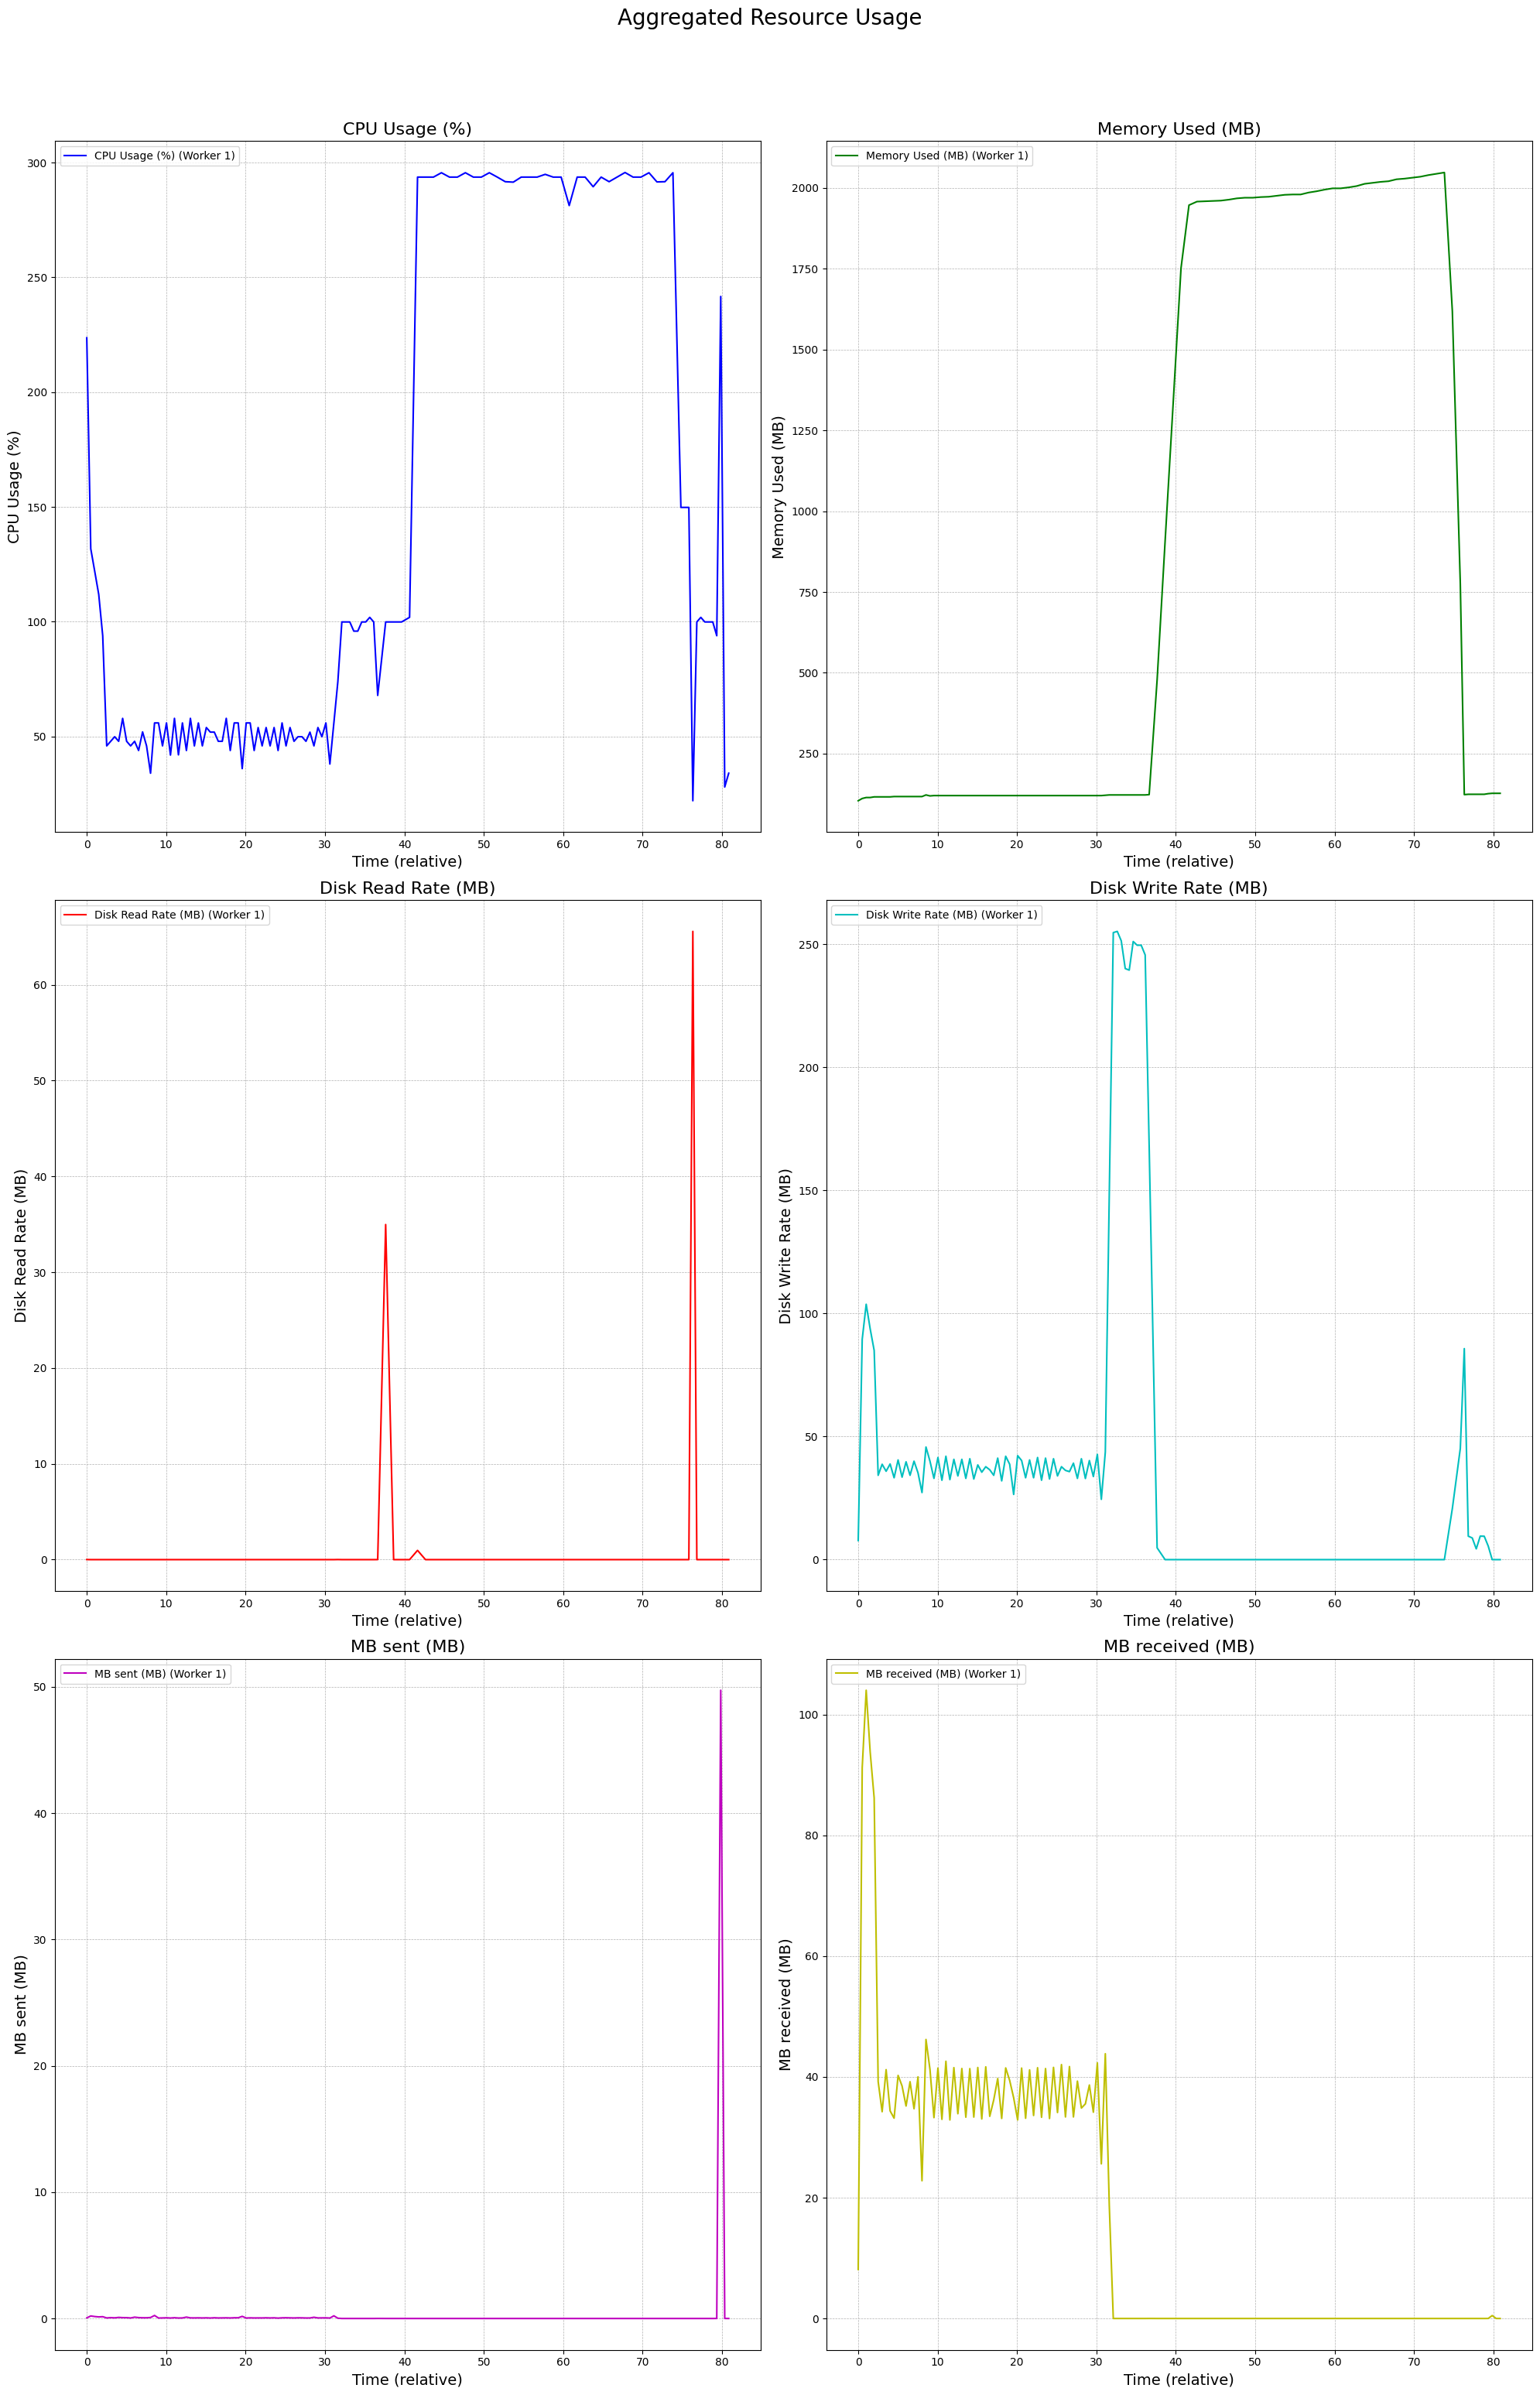 Aggregated Resource Usage
CPU Usage (%)
CPU Usage (%) (Worker 1)
CPU Usage (%)
300
250
200
150
100
50
0 10 20 30 40 50 60 70 80
Time (relative)
Memory Used (MB)
Memory Used (MB) (Worker 1)
Memory Used (MB)
2000
1750
1500
1250
1000
750
500
250
0 10 20 30 40 50 60 70 80
Time (relative)
Disk Read Rate (MB)
Disk Read Rate (MB) (Worker 1)
Disk Read Rate (MB)
60
50
40
30
20
10
0
0 10 20 30 40 50 60 70 80
Time (relative)
Disk Write Rate (MB)
Disk Write Rate (MB) (Worker 1)
Disk Write Rate (MB)
250
200
150
100
50
0
0 10 20 30 40 50 60 70 80
Time (relative)
MB sent (MB)
MB sent (MB) (Worker 1)
MB sent (MB)
50
40
30
20
10
0
0 10 20 30 40 50 60 70 80
Time (relative)
MB received (MB)
MB received (MB) (Worker 1)
MB received (MB)
100
80
60
40
20
0
0 10 20 30 40 50 60 70 80
Time (relative)